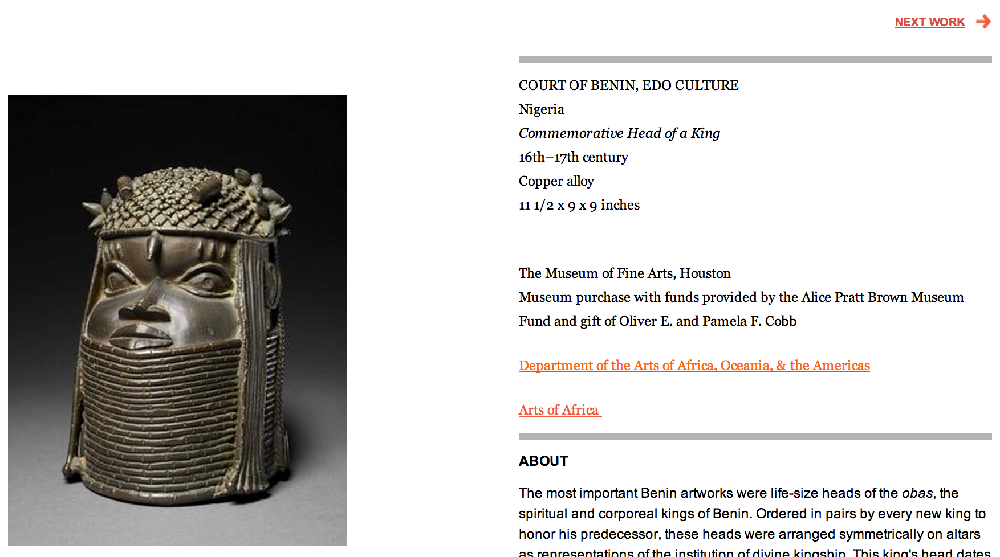 NEXT WORK
COURT OF BENIN, EDO CULTURE
Nigeria
Commemorative Head of a King
16th–17th century
Copper alloy
11 1/2 x 9 x 9 inches
The Museum of Fine Arts, Houston
Museum purchase with funds provided by the Alice Pratt Brown Museum
Fund and gift of Oliver E. and Pamela F. Cobb
Department of the Arts of Africa, Oceania, & the Americas
Arts of Africa
ABOUT
The most important Benin artworks were life-size heads of the obas, the
spiritual and corporeal kings of Benin. Ordered in pairs by every new king to
honor his predecessor, these heads were arranged symmetrically on altars
as representations of the institution of divine kingship. This king's head dates